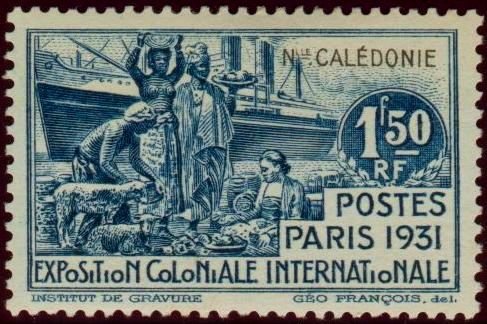 Nlle CALÉDONIE
1f50
RF
POSTES
PARIS 1931
EXPOSITION COLONIALE INTERNATIONALE
INSTITUT DE GRAVURE GÉO FRANÇOIS, del.